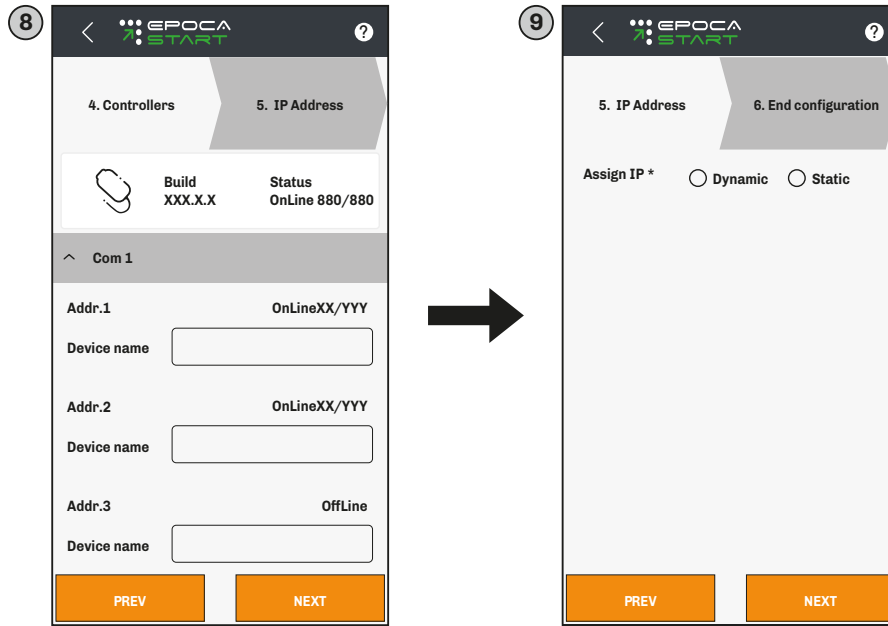 8
EPOCA
START
?
4. Controllers
5. IP Address
Build
XXX.X.X
Status
OnLine 880/880
Com 1
Addr.1
OnLineXX/YYY
Device name
Addr.2
OnLineXX/YYY
Device name
Addr.3
OffLine
Device name
PREV
NEXT
9
EPOCA
START
?
5. IP Address
6. End configuration
Assign IP *
Dynamic
Static
PREV
NEXT